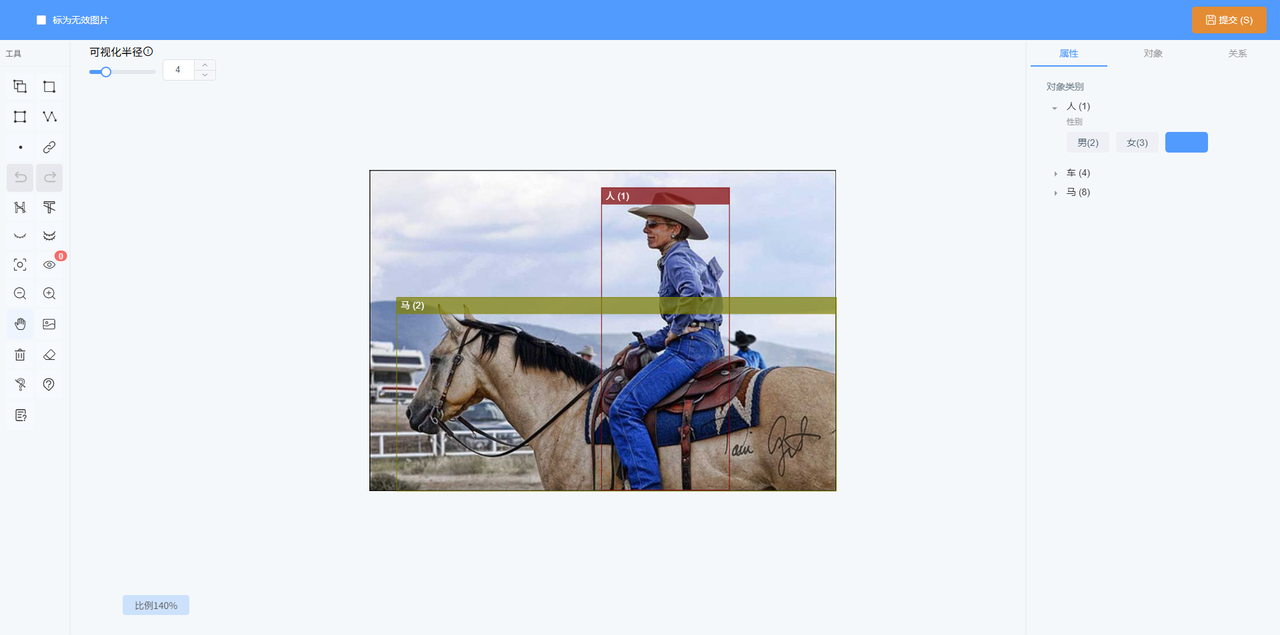 标为无效图片
提交 (S)
工具
可视化半径
4
0
人 (1)
马 (2)
比例140%
属性
对象
关系
对象类别
人 (1)
性别
男(2)
女(3)
车 (4)
马 (8)